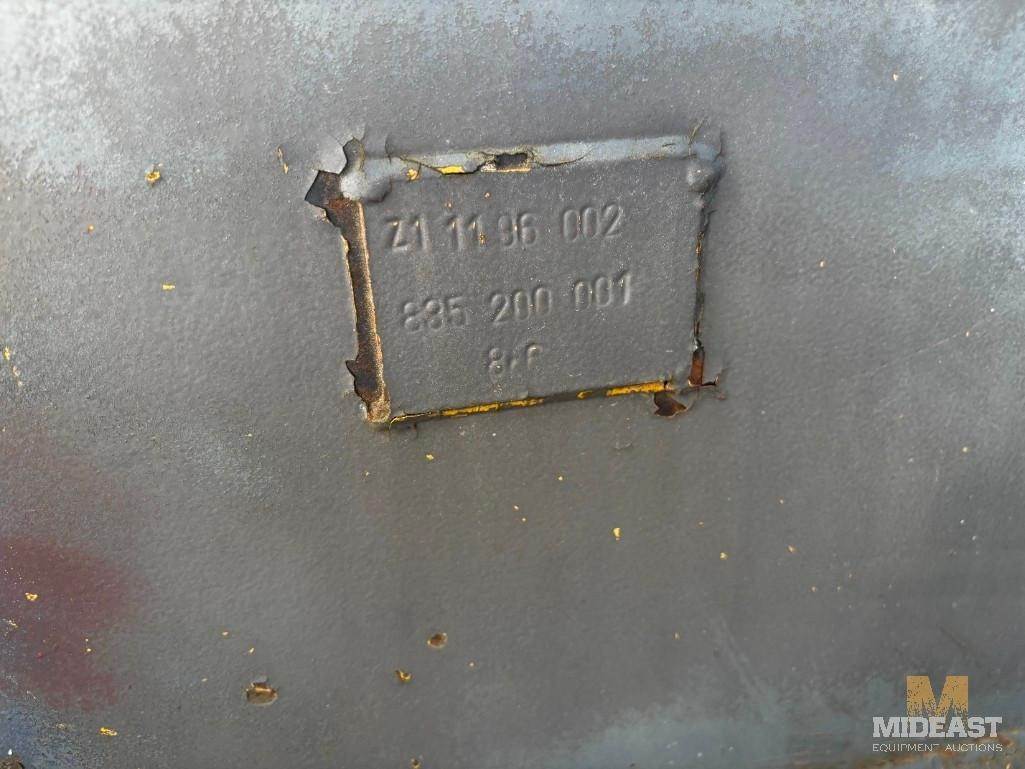 Z1 11 96 002
835 200 001
MIDEAST
EQUIPMENT AUCTIONS